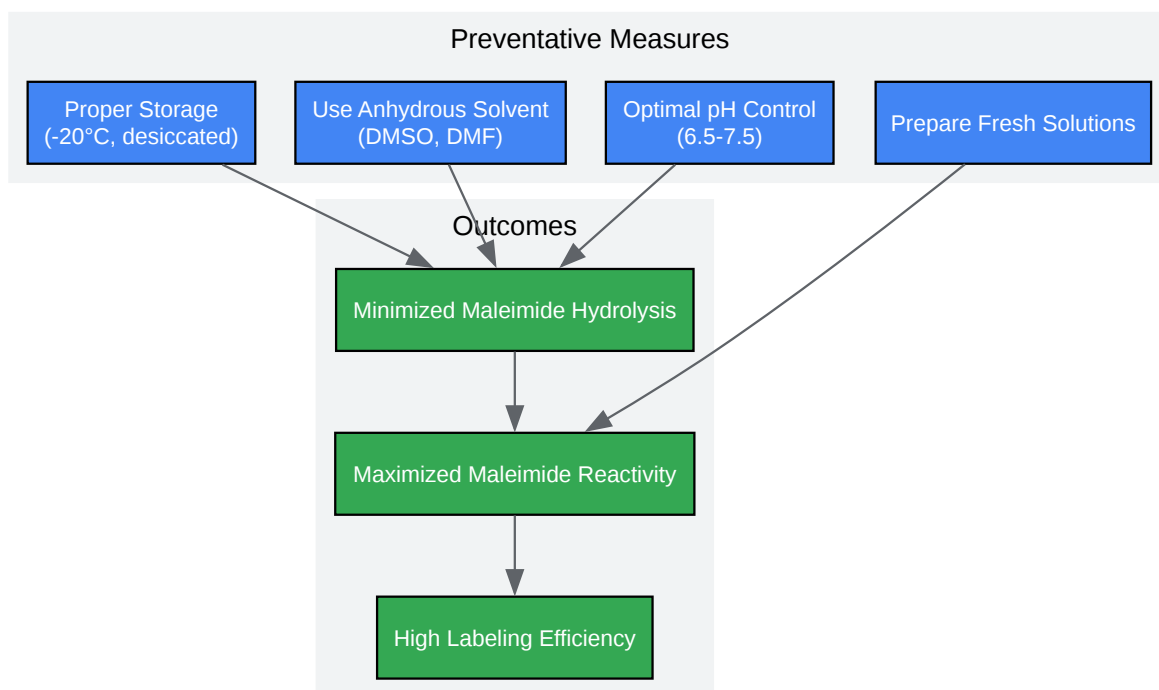 Preventative Measures
Proper Storage
(-20°C, desiccated)
Use Anhydrous Solvent
(DMSO, DMF)
Optimal pH Control
(6.5-7.5)
Prepare Fresh Solutions
Outcomes
Minimized Maleimide Hydrolysis
Maximized Maleimide Reactivity
High Labeling Efficiency